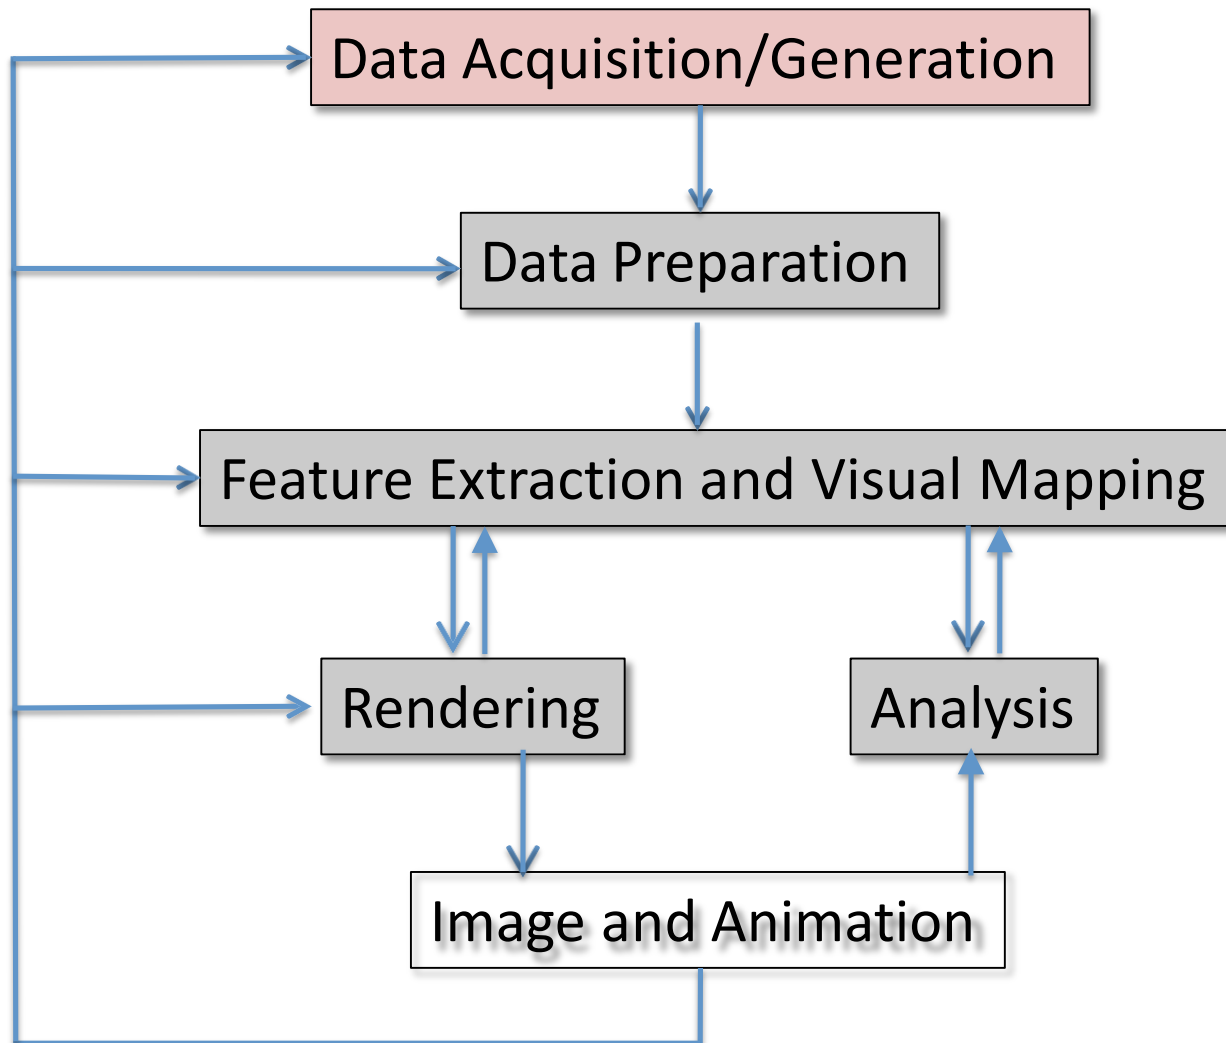 Data Acquisition/Generation
Data Preparation
Feature Extraction and Visual Mapping
Rendering
Analysis
Image and Animation